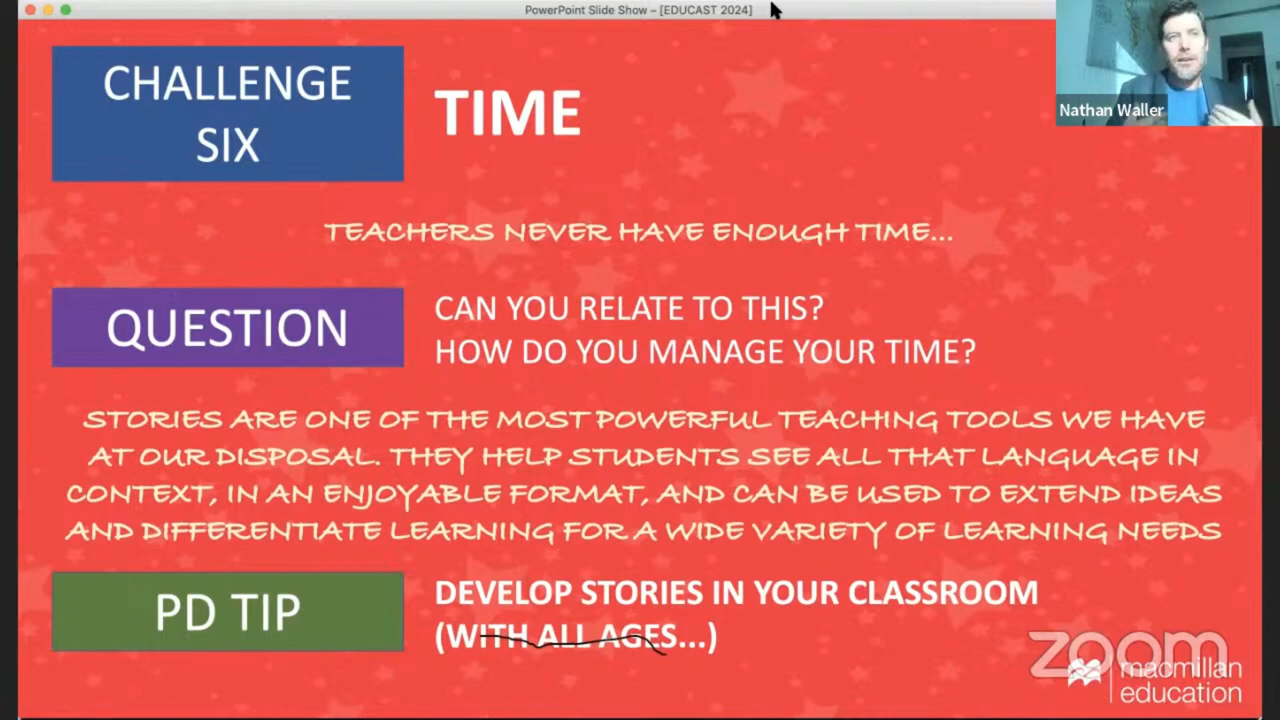 PowerPoint Slide Show – [EDUCAST 2024]
CHALLENGE
SIX
TIME
Nathan Waller
TEACHERS NEVER HAVE ENOUGH TIME...
QUESTION
CAN YOU RELATE TO THIS?
HOW DO YOU MANAGE YOUR TIME?
STORIES ARE ONE OF THE MOST POWERFUL TEACHING TOOLS WE HAVE
AT OUR DISPOSAL. THEY HELP STUDENTS SEE ALL THAT LANGUAGE IN
CONTEXT, IN AN ENJOYABLE FORMAT, AND CAN BE USED TO EXTEND IDEAS
AND DIFFERENTIATE LEARNING FOR A WIDE VARIETY OF LEARNING NEEDS
PD TIP
DEVELOP STORIES IN YOUR CLASSROOM
(WITH ALL AGES...)
zoom
macmillan
education